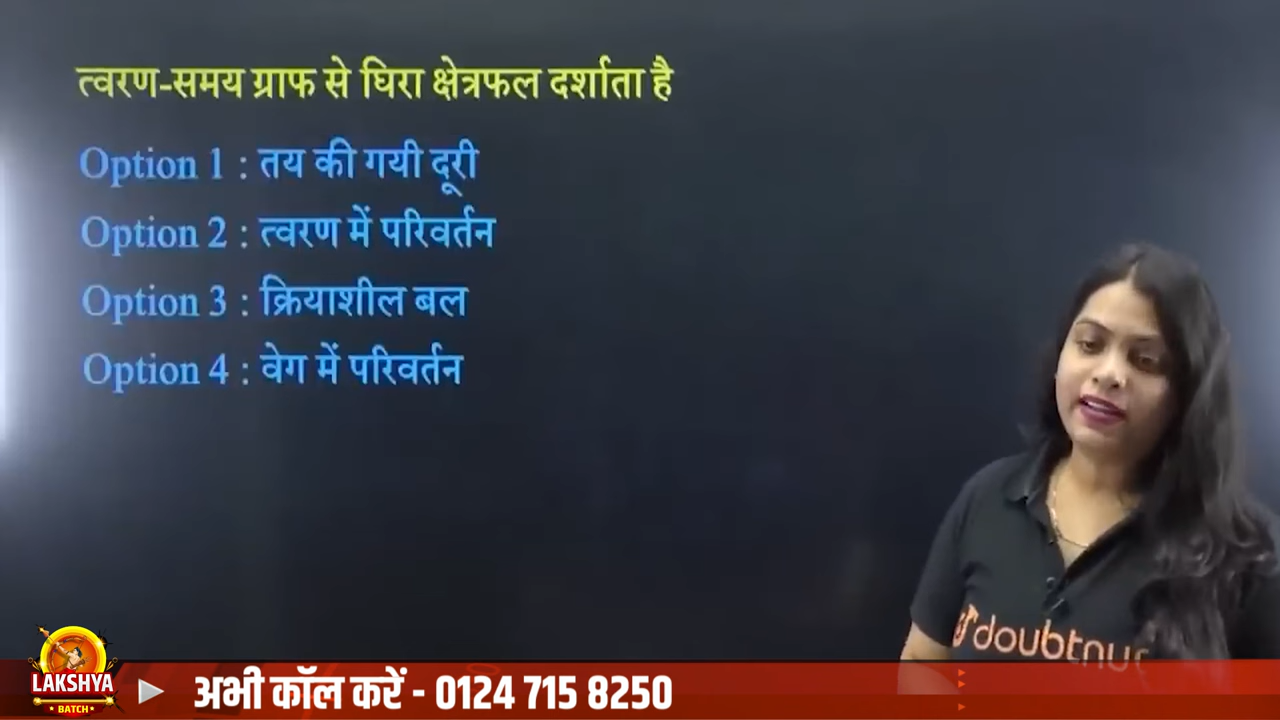 त्वरण-समय ग्राफ से घिरा क्षेत्रफल दर्शाता है
Option 1 : तय की गयी दूरी
Option 2 : त्वरण में परिवर्तन
Option 3 : क्रियाशील बल
Option 4 : वेग में परिवर्तन
doubtnut
LAKSHYA
BATCH
अभी कॉल करें - 0124 715 8250